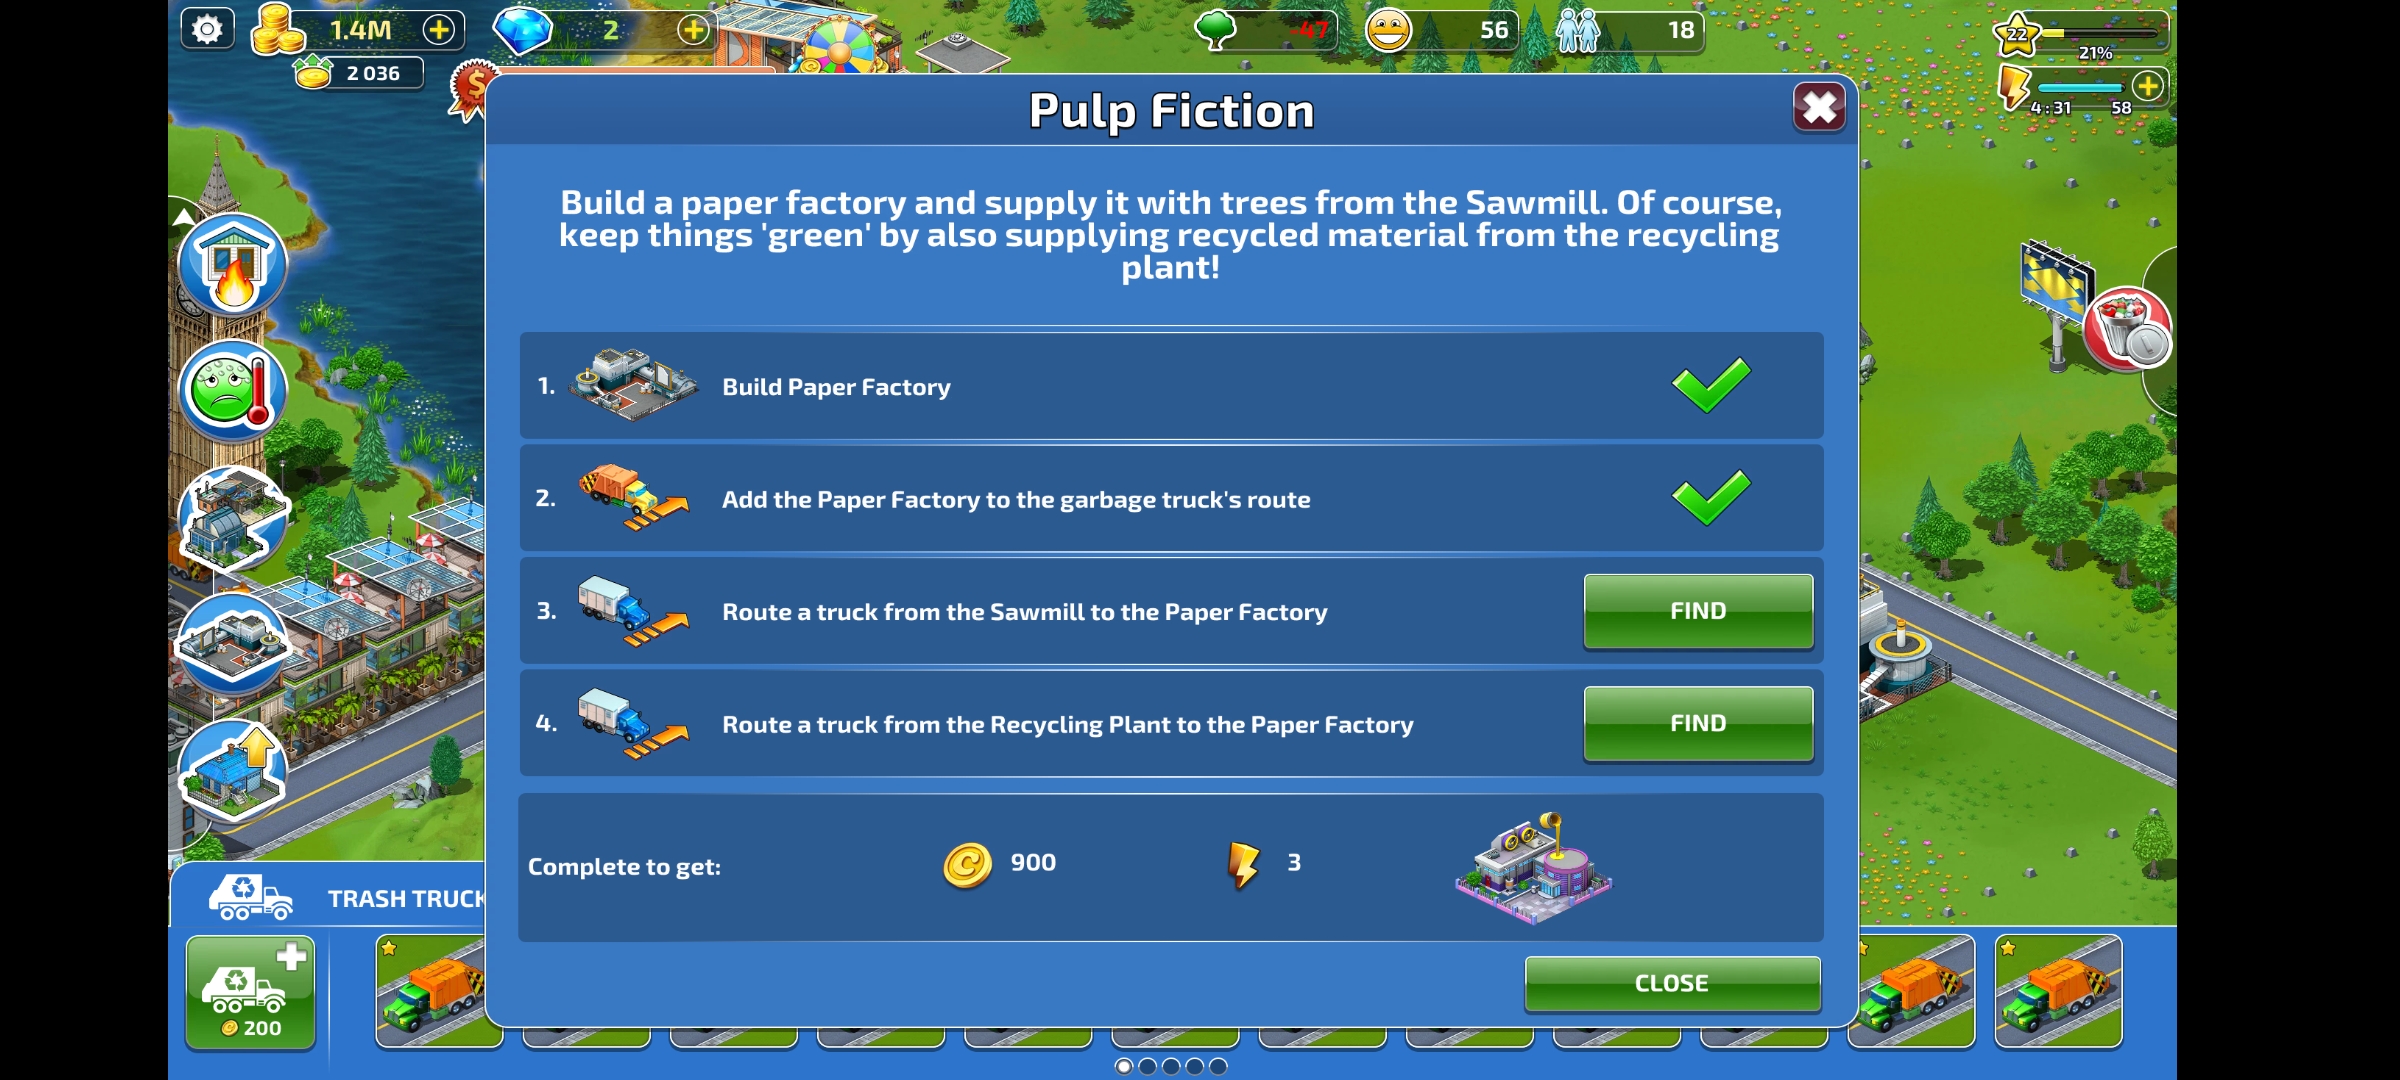 1.4M
2
-47
56
18
22
21%
2 036
4:31
58
Pulp Fiction
Build a paper factory and supply it with trees from the Sawmill. Of course,
keep things 'green' by also supplying recycled material from the recycling
plant!
1. Build Paper Factory
2. Add the Paper Factory to the garbage truck's route
3. Route a truck from the Sawmill to the Paper Factory
FIND
4. Route a truck from the Recycling Plant to the Paper Factory
FIND
Complete to get:
900
3
TRASH TRUCK
200
CLOSE